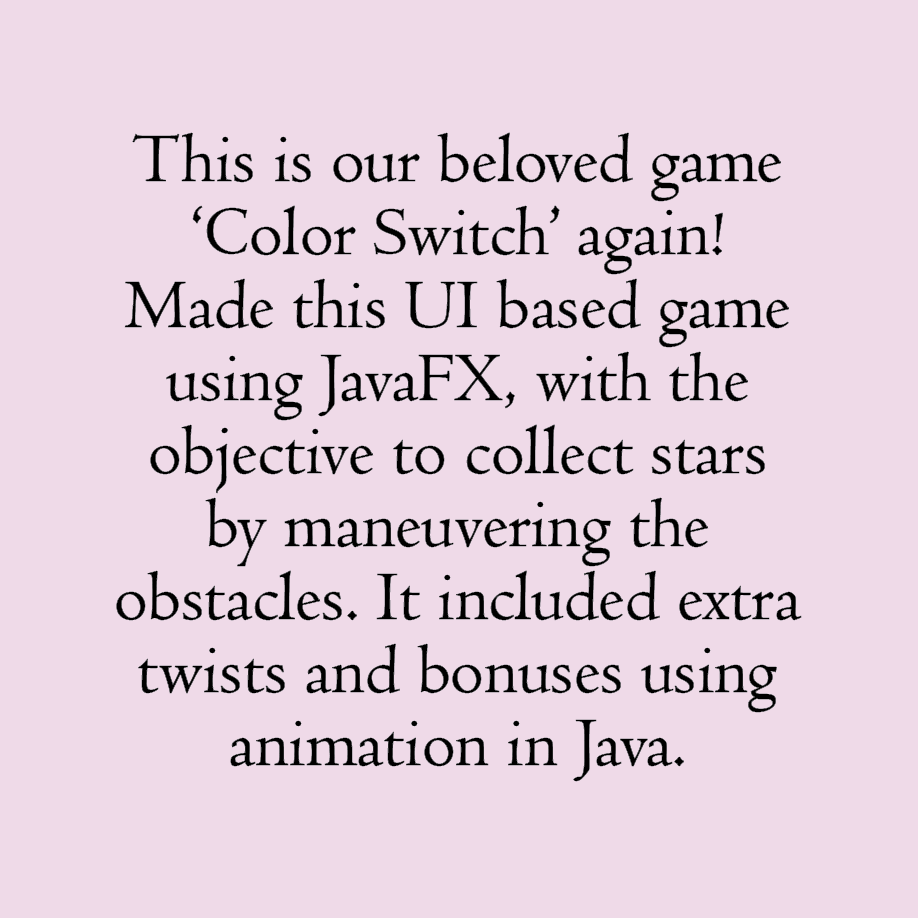 This is our beloved game
‘Color Switch’ again!
Made this UI based game
using JavaFX, with the
objective to collect stars
by maneuvering the
obstacles. It included extra
twists and bonuses using
animation in Java.